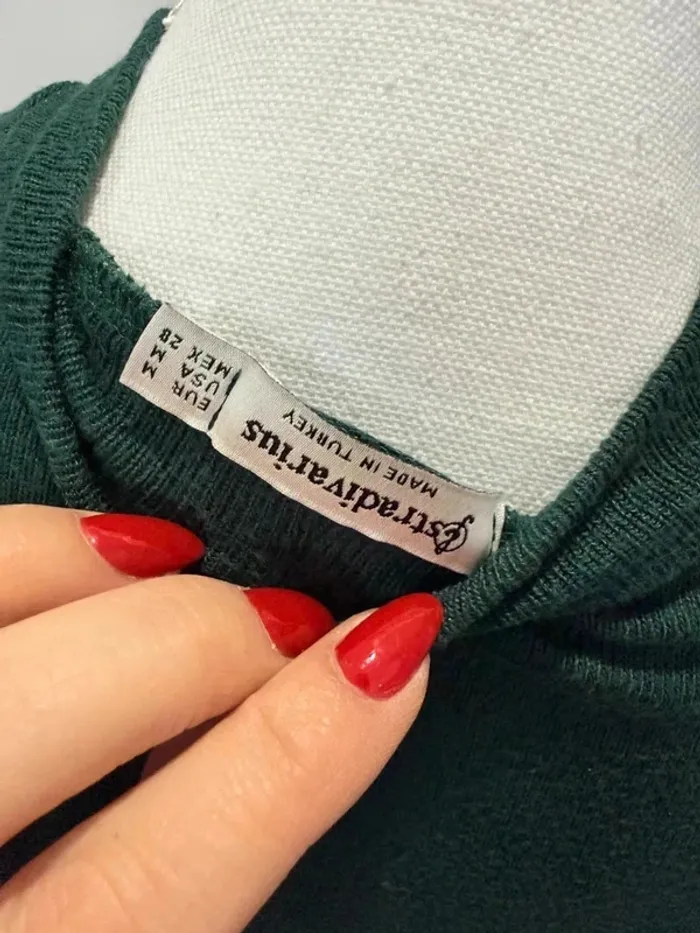 Stradivarius
MADE IN TURKEY
EUR M
USA M
MEX 28